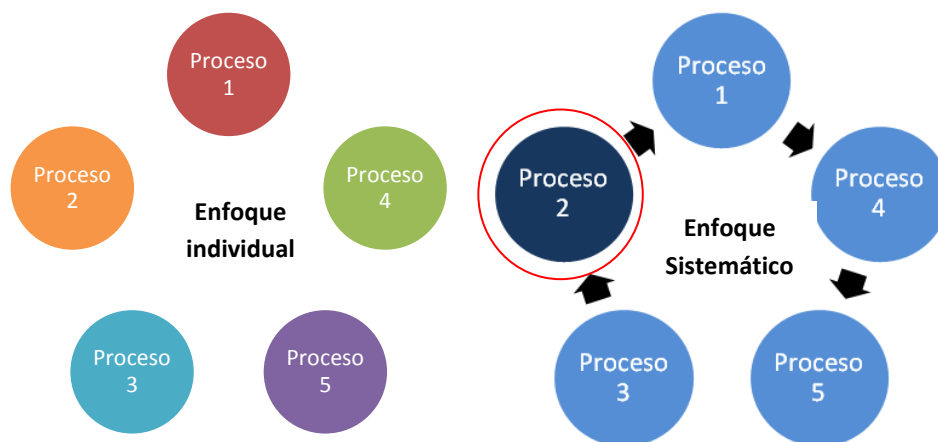 Proceso
1
Proceso
2
Proceso
4
Enfoque
individual
Proceso
3
Proceso
5
Proceso
1
Proceso
2
Proceso
4
Enfoque
Sistemático
Proceso
3
Proceso
5